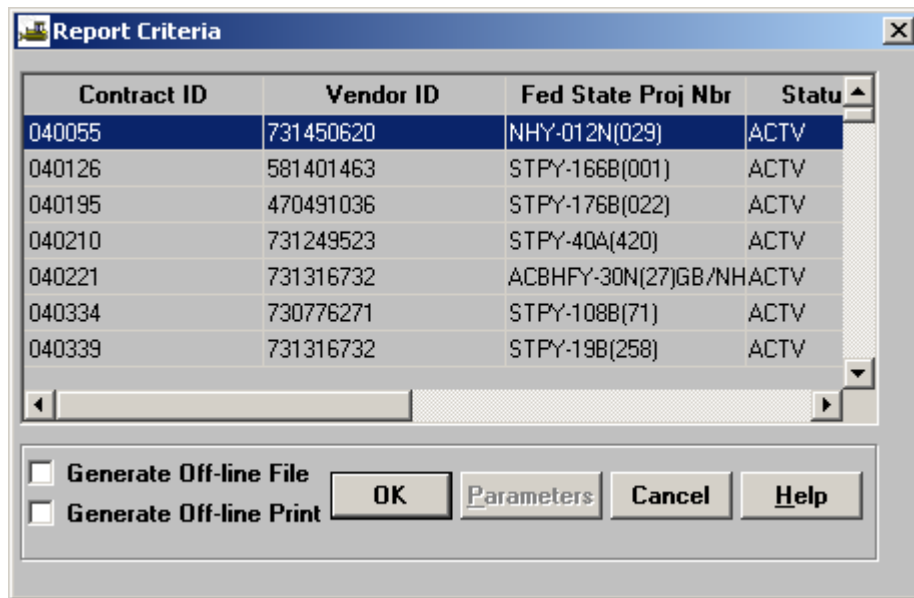 Report Criteria
Contract ID Vendor ID Fed State Proj Nbr Statu
040055 731450620 NHY-012N(029) ACTV
040126 581401463 STPY-166B(001) ACTV
040195 470491036 STPY-176B(022) ACTV
040210 731249523 STPY-40A(420) ACTV
040221 731316732 ACBHFY-30N(27)GB/NH ACTV
040334 730776271 STPY-108B(71) ACTV
040339 731316732 STPY-19B(258) ACTV
Generate Off-line File
Generate Off-line Print
OK Parameters Cancel Help